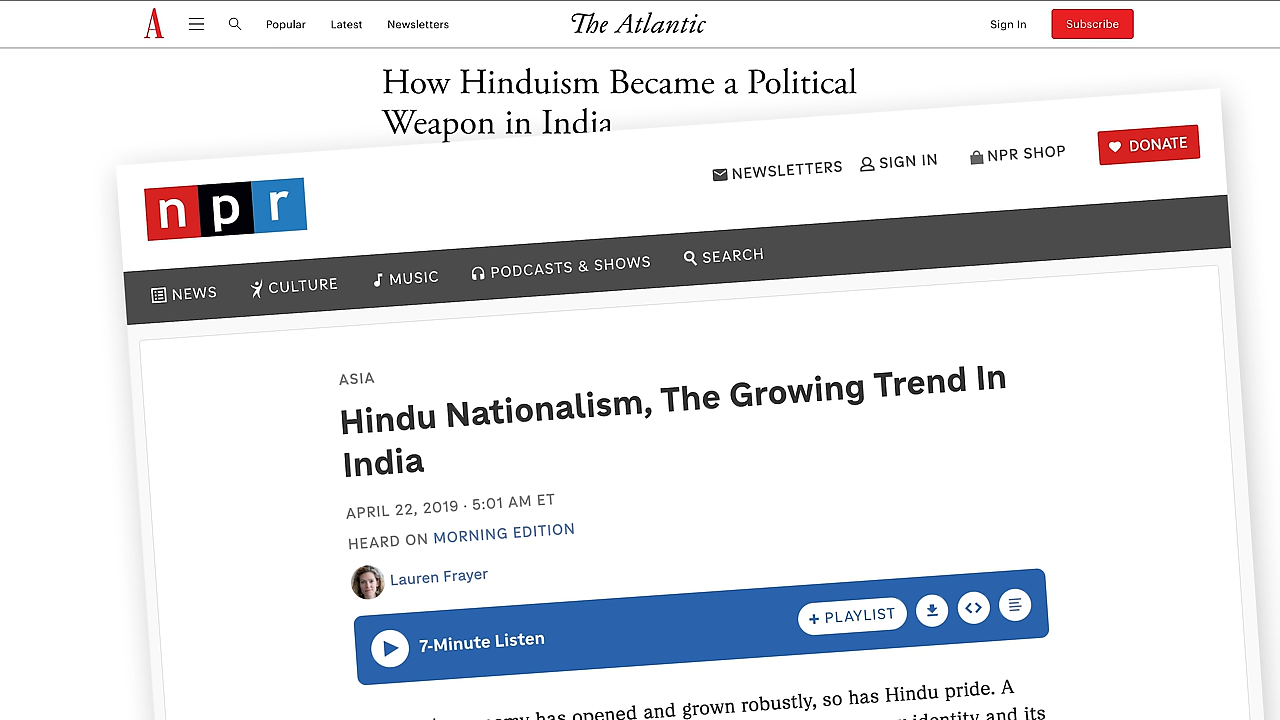 A Popular Latest Newsletters The Atlantic Sign In Subscribe
How Hinduism Became a Political
Weapon in India
npr NEWSLETTERS SIGN IN NPR SHOP DONATE
NEWS CULTURE MUSIC PODCASTS & SHOWS SEARCH
ASIA
Hindu Nationalism, The Growing Trend In
India
APRIL 22, 2019 · 5:01 AM ET
HEARD ON MORNING EDITION
Lauren Frayer
7-Minute Listen + PLAYLIST
has opened and grown robustly, so has Hindu pride. A
identity and its